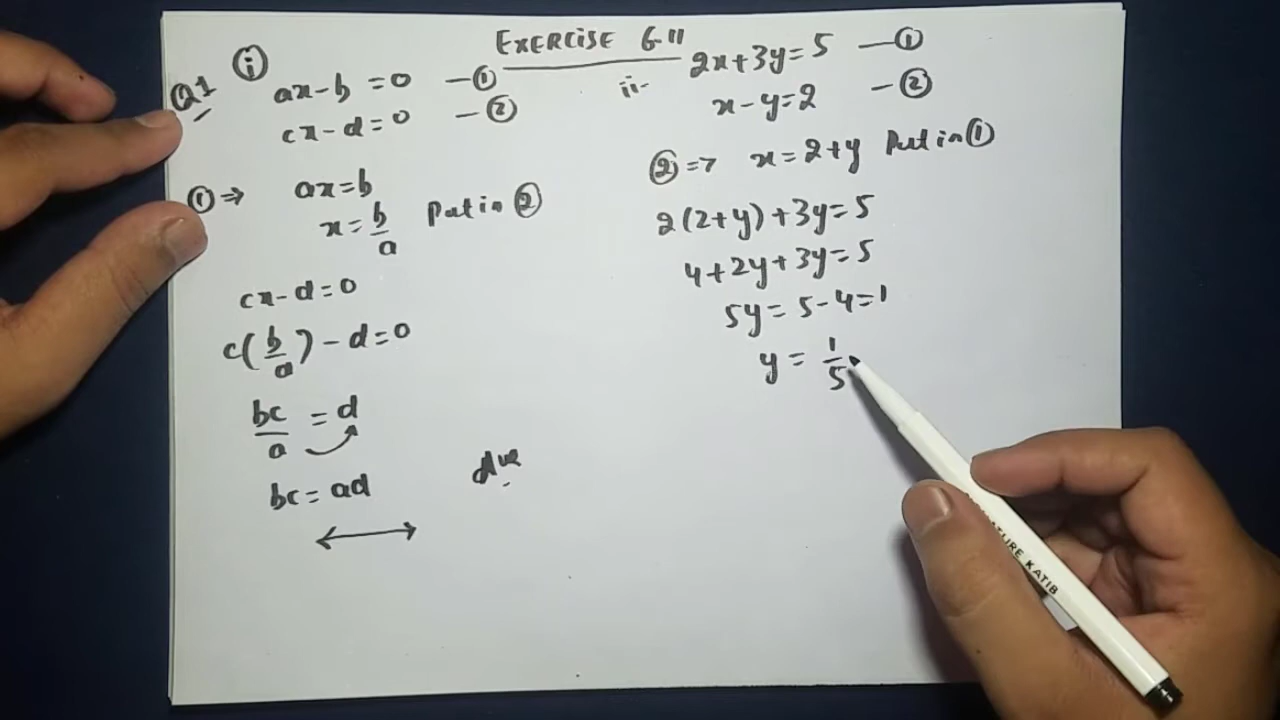 EXERCISE 6.11
Q1 (i) ax-b=0 —①
cx-d=0 —②
①⇒ ax=b
x=b/a Put in ②
cx-d=0
c(b/a)-d=0
bc/a=d
bc=ad
ii- 2x+3y=5 —①
x-y=2 —②
②=> x=2+y Put in ①
2(2+y)+3y=5
4+2y+3y=5
5y=5-4=1
y=1/5
KATIB